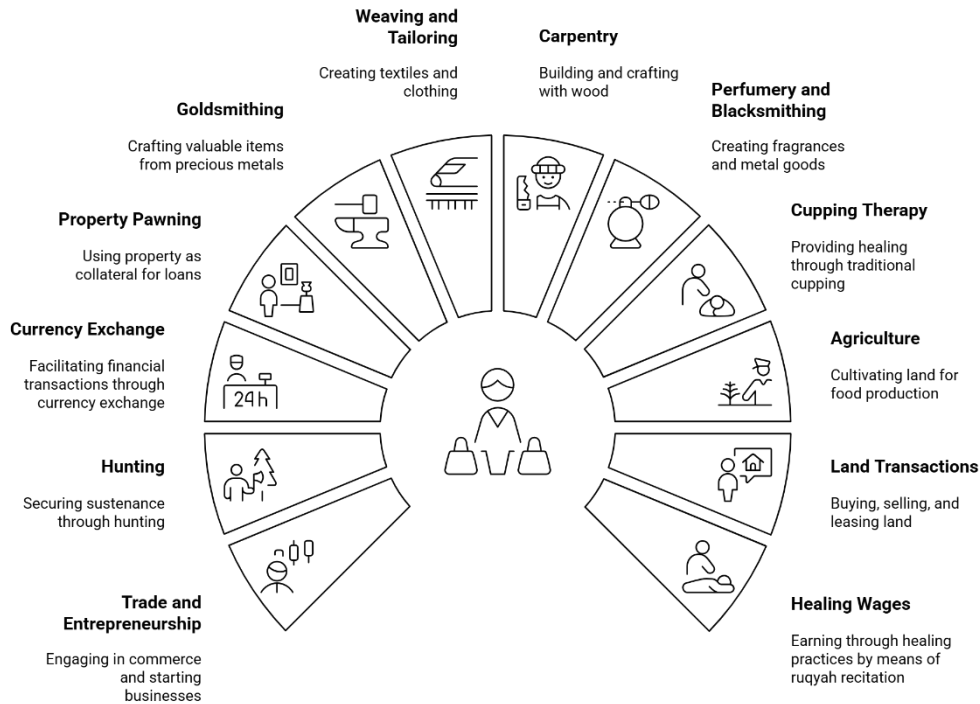 Weaving and
Tailoring
Creating textiles and
clothing
Carpentry
Building and crafting
with wood
Goldsmithing
Crafting valuable items
from precious metals
Perfumery and
Blacksmithing
Creating fragrances
and metal goods
Property Pawning
Using property as
collateral for loans
Cupping Therapy
Providing healing
through traditional
cupping
Currency Exchange
Facilitating financial
transactions through
currency exchange
24h
Agriculture
Cultivating land for
food production
Hunting
Securing sustenance
through hunting
Land Transactions
Buying, selling, and
leasing land
Trade and
Entrepreneurship
Engaging in commerce
and starting
businesses
Healing Wages
Earning through healing
practices by means of
ruqyah recitation